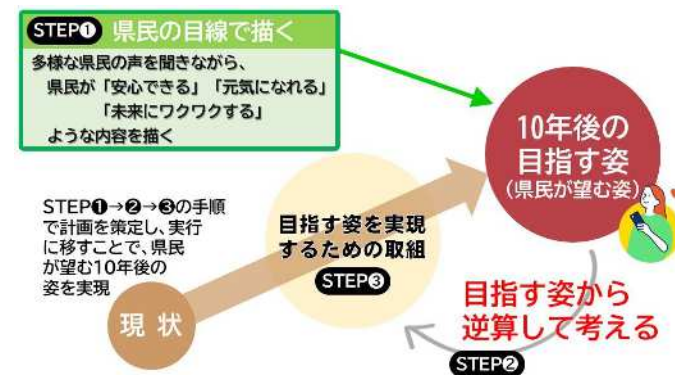 STEP❶ 県民の目線で描く
多様な県民の声を聞きながら、
県民が「安心できる」「元気になれる」
「未来にワクワクする」
ような内容を描く
10年後の
目指す姿
(県民が望む姿)
STEP❶→❷→❸の手順
で計画を策定し、実行
に移すことで、県民
が望む10年後の
姿を実現
目指す姿を実現
するための取組
STEP❸
現状
目指す姿から
逆算して考える
STEP❷